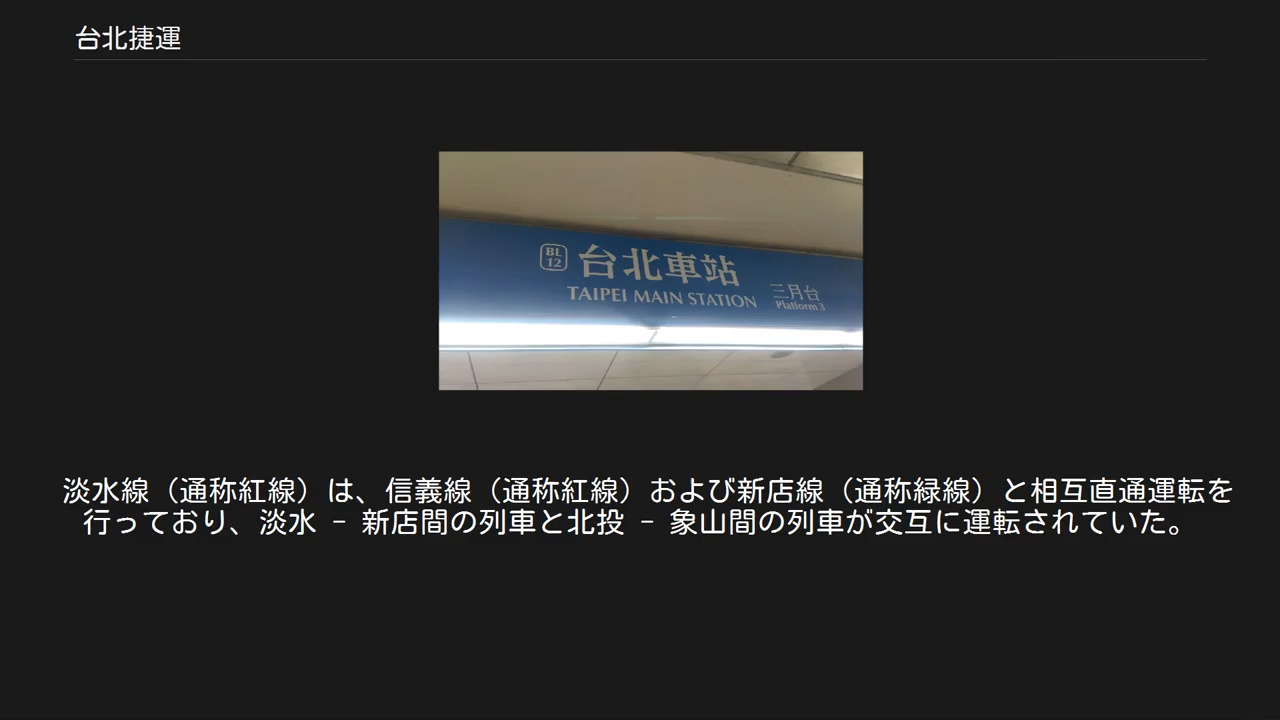 台北捷運
BL
12
台北車站
TAIPEI MAIN STATION
三月台
Platform 3
淡水線（通称紅線）は、信義線（通称紅線）および新店線（通称緑線）と相互直通運転を
行っており、淡水 − 新店間の列車と北投 − 象山間の列車が交互に運転されていた。